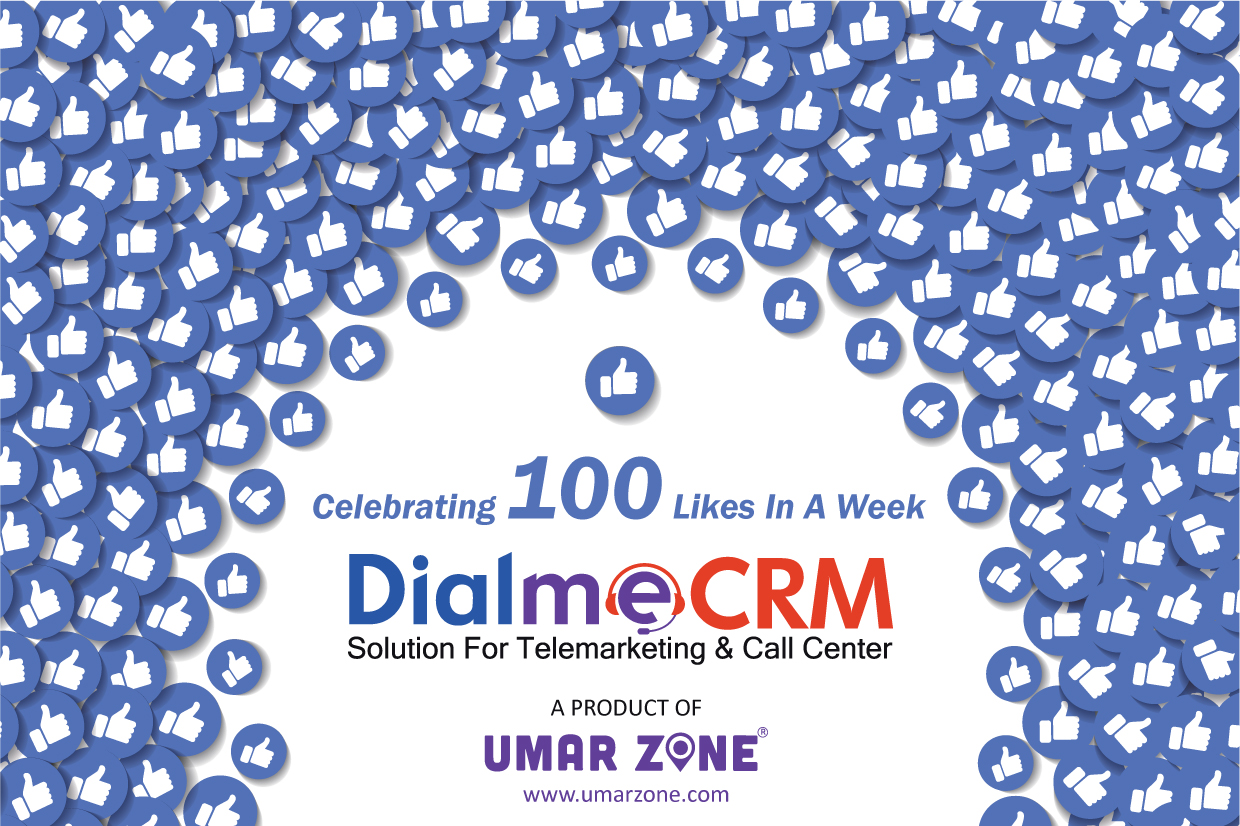 Celebrating 100 Likes In A Week
DialmeCRM
Solution For Telemarketing & Call Center
A PRODUCT OF
UMAR ZONE®
www.umarzone.com